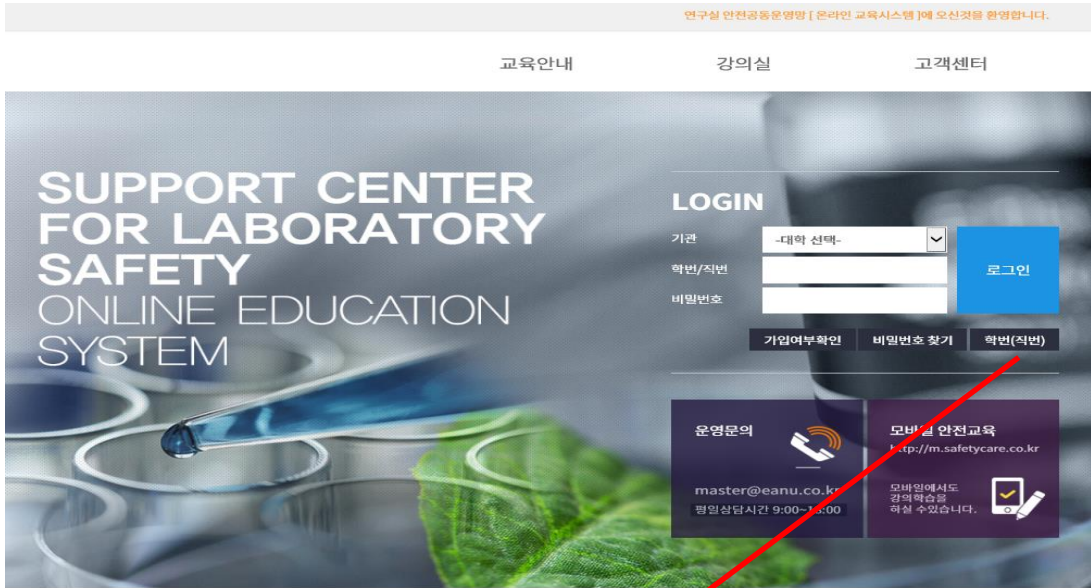 연구실 안전공동운영망 [ 온라인 교육시스템 ]에 오신것을 환영합니다.
교육안내 강의실 고객센터
SUPPORT CENTER
FOR LABORATORY
SAFETY
ONLINE EDUCATION
SYSTEM
LOGIN
기관 -대학 선택-
학번/직번
로그인
비밀번호
가입여부확인 비밀번호 찾기 학번(직번)
운영문의
master@eanu.co.kr
평일상담시간 9:00~18:00
모바일 안전교육
http://m.safetycare.co.kr
모바일에서도
강의학습을
하실 수있습니다.